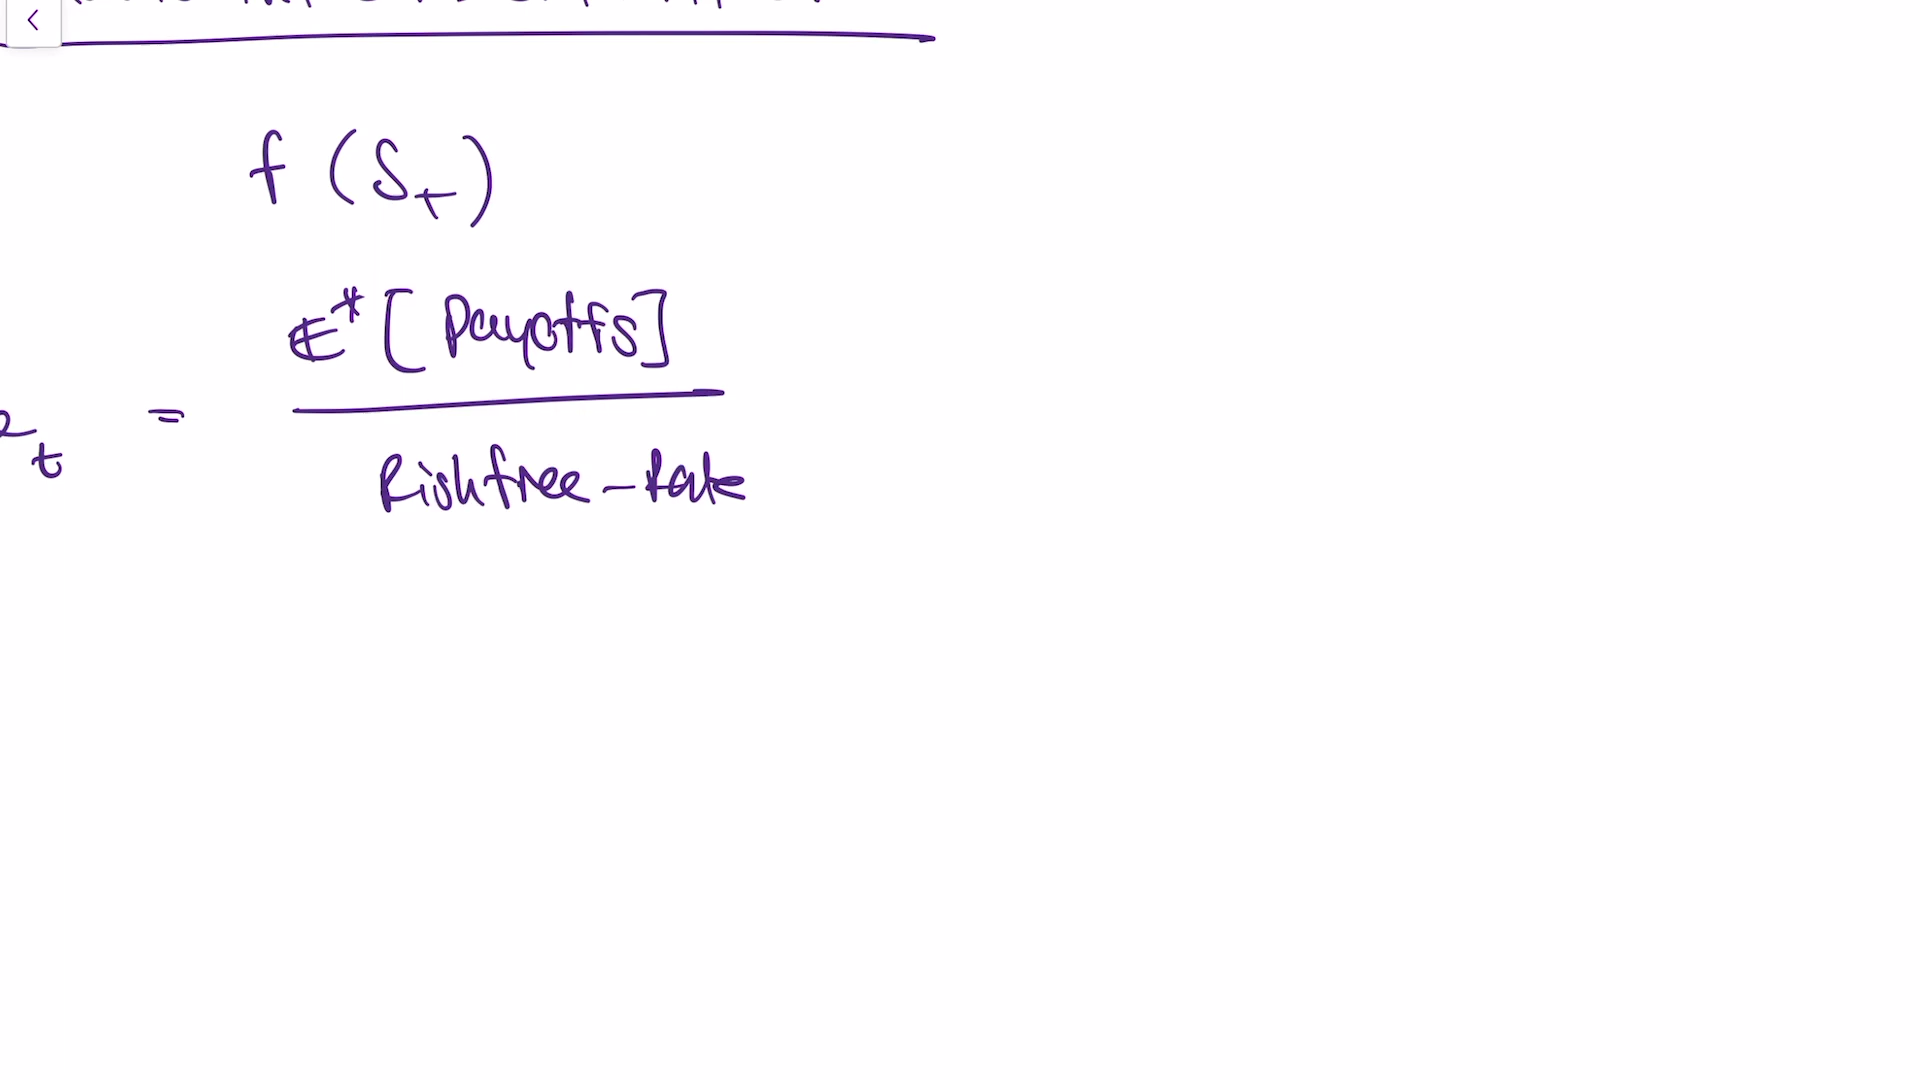 f (S_T)
E* [ Payoffs ]
t =
Riskfree - Rate